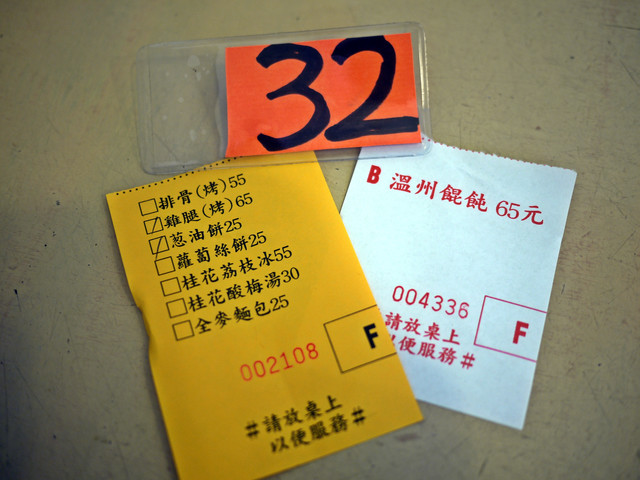 32
□排骨(烤)55
☑雞腿(烤)65
☑葱油餅25
□蘿蔔絲餅25
□桂花荔枝冰55
□桂花酸梅湯30
□全麥麵包25
F
002108
#請放桌上
以便服務#
B 溫州餛飩 65元
004336
F
請放桌上
以便服務#